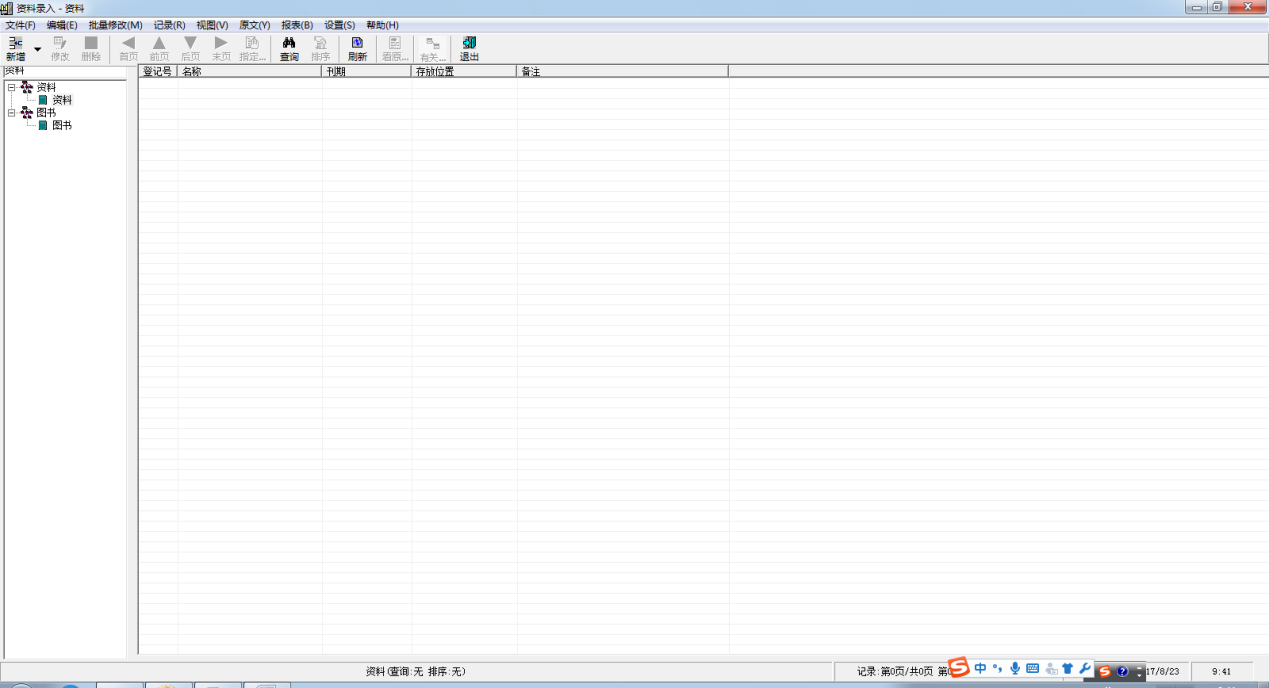 资料录入 - 资料
文件(F) 编辑(E) 批量修改(M) 记录(R) 视图(V) 原文(Y) 报表(B) 设置(S) 帮助(H)
新增 修改 删除 首页 前页 后页 末页 指定... 查询 排序 刷新 看原... 有关... 退出
资料
登记号 名称 刊期 存放位置 备注
资料
资料
图书
图书
资料(查询:无 排序:无)
记录:第0页/共0页 第0
中
17/8/23
9:41